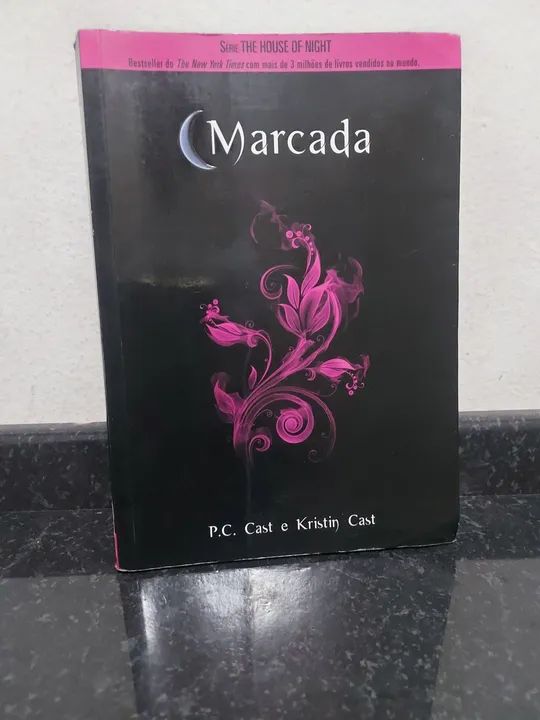 Série THE HOUSE OF NIGHT
Bestseller do The New York Times com mais de 3 milhões de livros vendidos no mundo.
Marcada
P.C. Cast e Kristin Cast